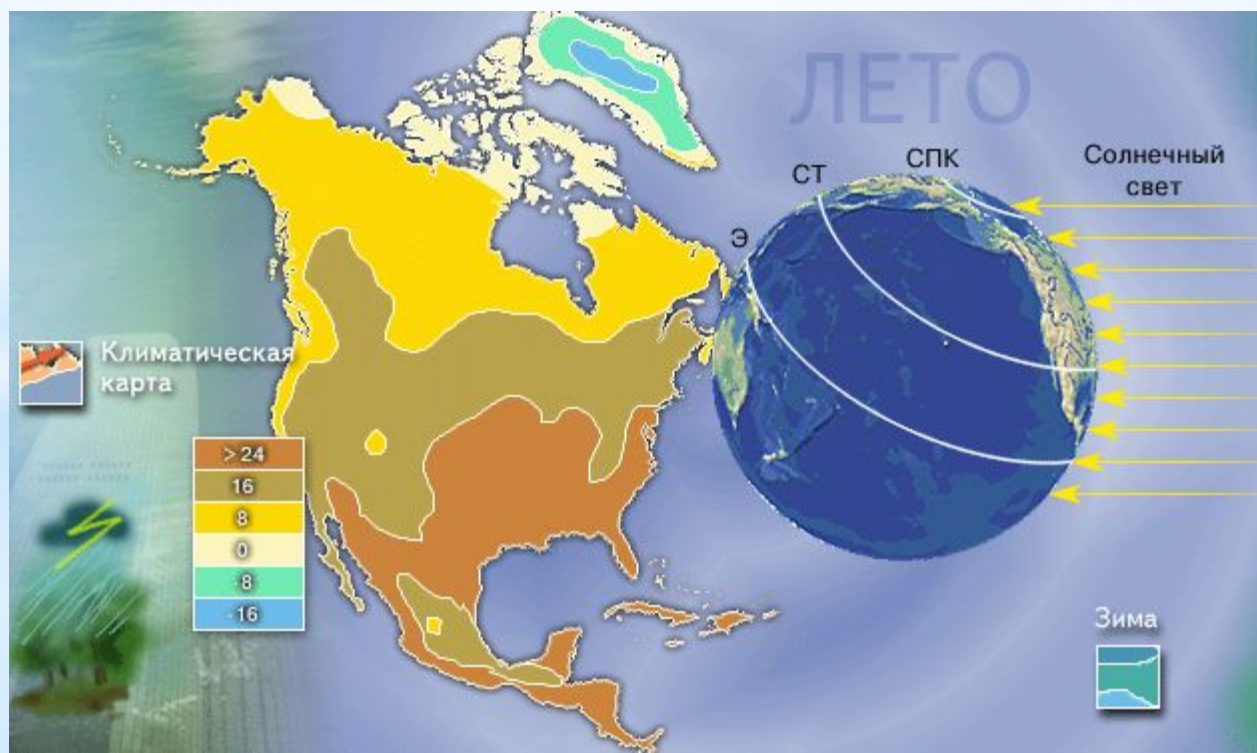 ЛЕТО
СПК
СТ
Э
Солнечный
свет
Климатическая
карта
> 24
16
8
0
-8
-16
Зима